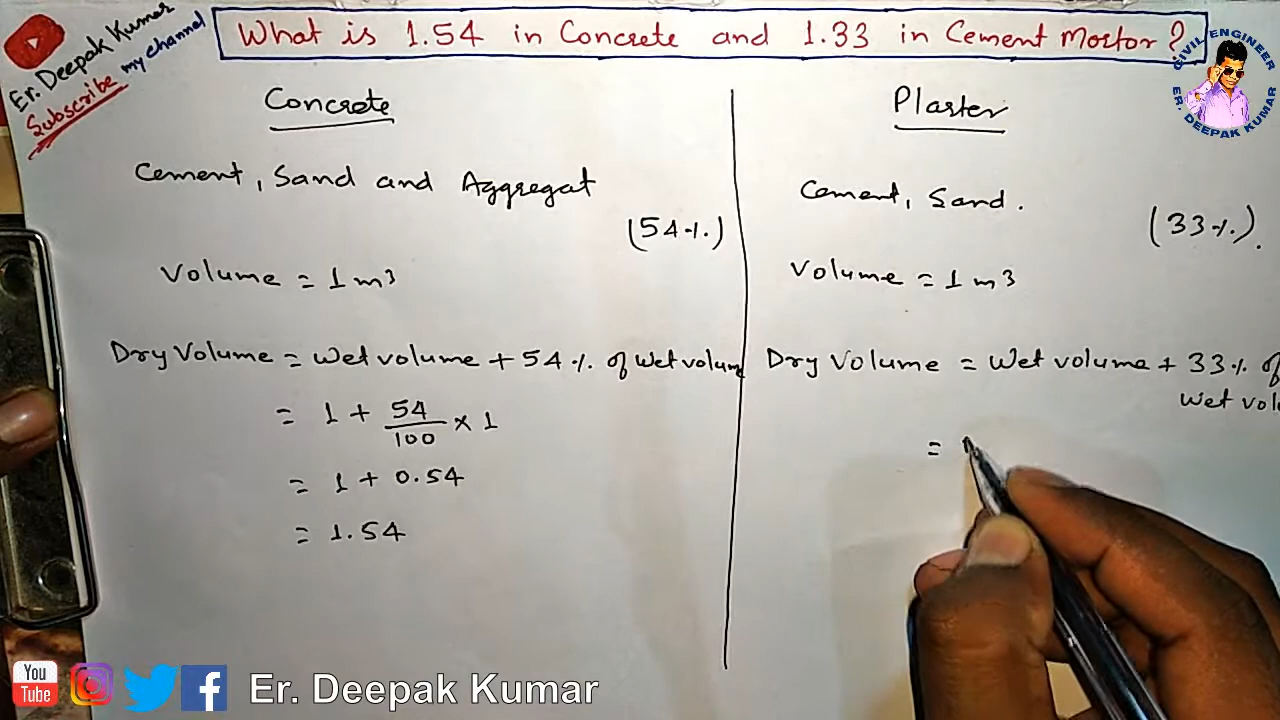 What is 1.54 in Concrete and 1.33 in Cement Mortor?
Er. Deepak Kumar
Subscribe my channel
CIVIL ENGINEER
ER. DEEPAK KUMAR
Concrete
Cement, Sand and Aggregat
(54%)
Volume = 1 m³
Dry Volume = Wet volume + 54% of Wet volum
= 1 + 54/100 × 1
= 1 + 0.54
= 1.54
Plaster
Cement, Sand.
(33%).
Volume = 1 m³
Dry Volume = Wet volume + 33% of
Wet vol
=
You
Tube
Er. Deepak Kumar